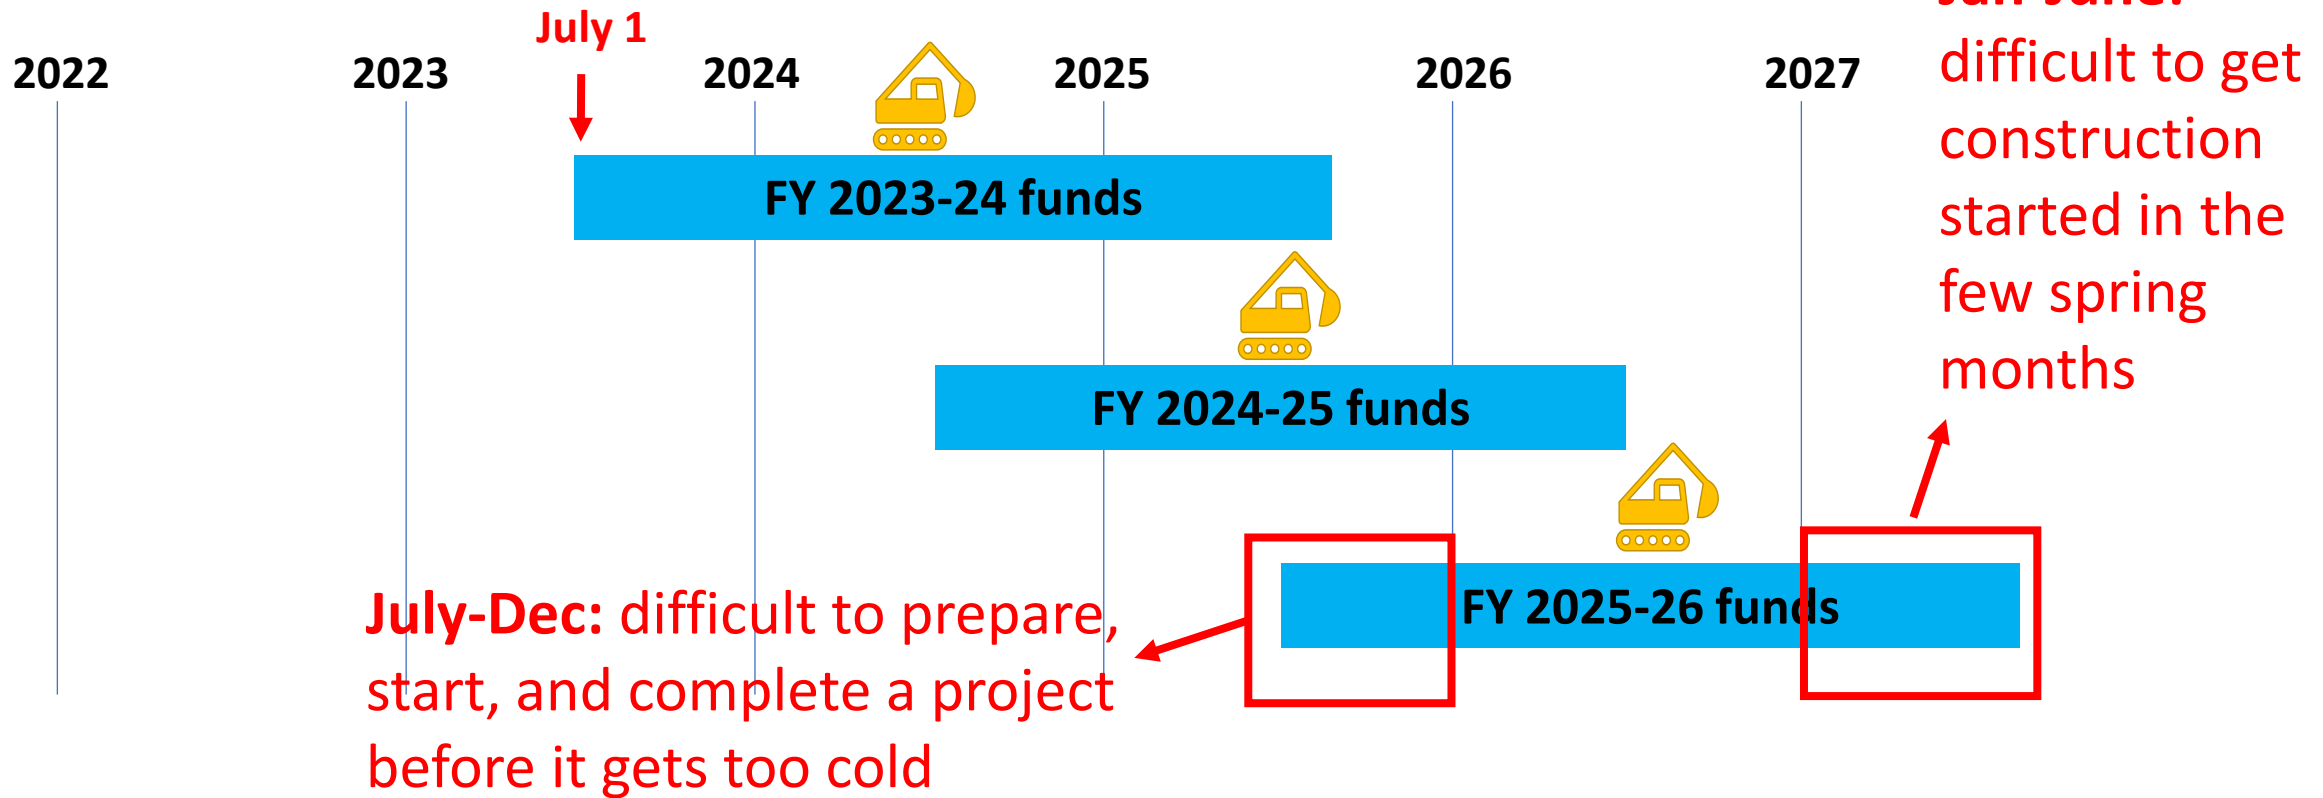 July 1
2022 2023 2024 2025 2026 2027
difficult to get
construction
started in the
few spring
months
FY 2023-24 funds
FY 2024-25 funds
FY 2025-26 funds
July-Dec: difficult to prepare,
start, and complete a project
before it gets too cold